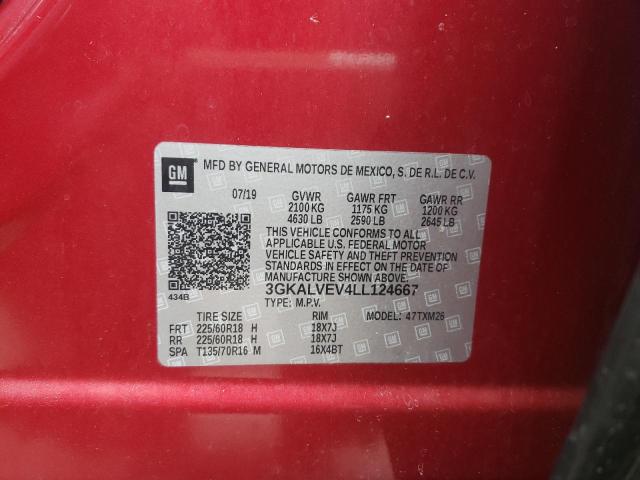 GM MFD BY GENERAL MOTORS DE MEXICO, S. DE R.L. DE C.V.
07/19 GVWR GAWR FRT GAWR RR
2100 KG 1175 KG 1200 KG
4630 LB 2590 LB 2645 LB
THIS VEHICLE CONFORMS TO ALL
APPLICABLE U.S. FEDERAL MOTOR
VEHICLE SAFETY AND THEFT PREVENTION
STANDARDS IN EFFECT ON THE DATE OF
MANUFACTURE SHOWN ABOVE.
434B 3GKALVEV4LL124667
TYPE: M.P.V.
TIRE SIZE RIM MODEL: 47TXM26
FRT 225/60R18 H 18X7J
RR 225/60R18 H 18X7J
SPA T135/70R16 M 16X4BT